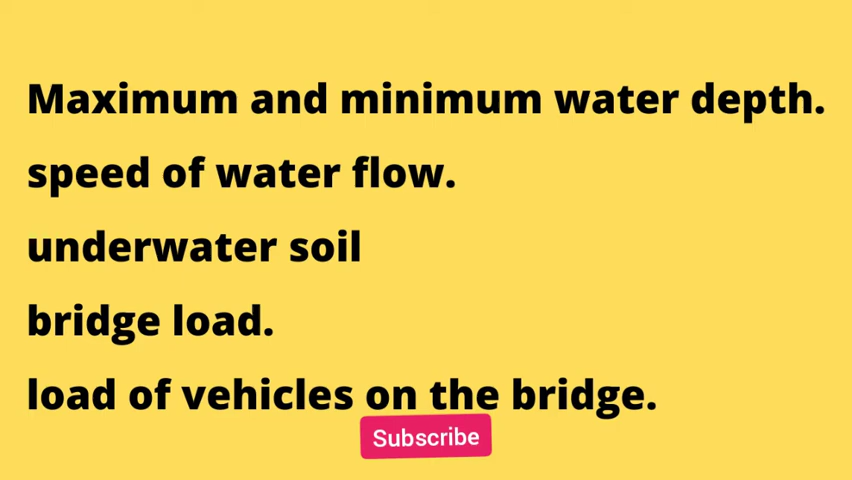 Maximum and minimum water depth.
speed of water flow.
underwater soil
bridge load.
load of vehicles on the bridge.
Subscribe